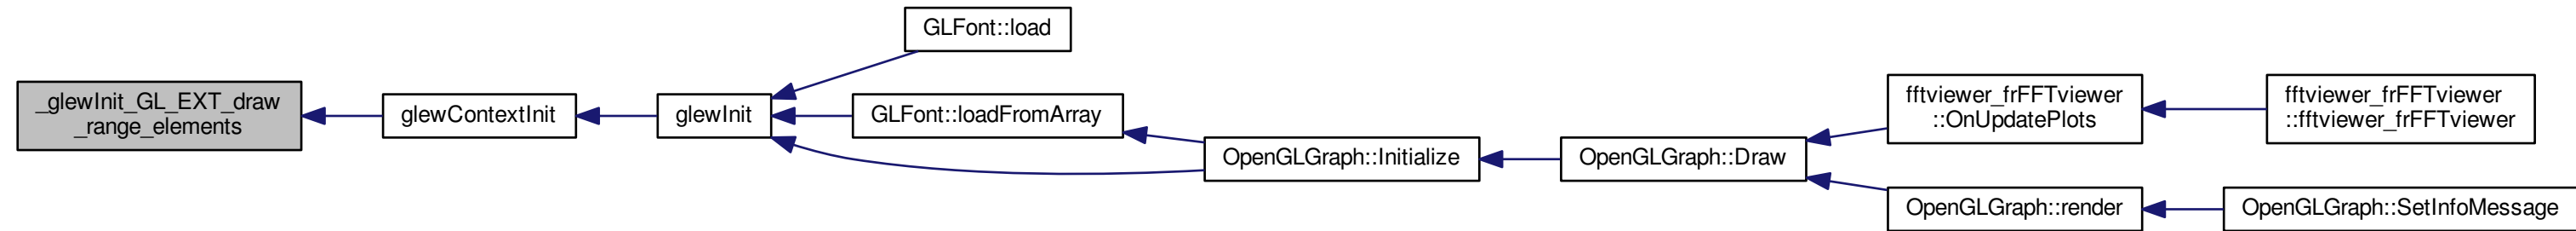 GLFont::load
_glewInit_GL_EXT_draw
_range_elements
glewContextInit
glewInit
GLFont::loadFromArray
OpenGLGraph::Initialize
OpenGLGraph::Draw
fftviewer_frFFTviewer
::OnUpdatePlots
fftviewer_frFFTviewer
::fftviewer_frFFTviewer
OpenGLGraph::render
OpenGLGraph::SetInfoMessage